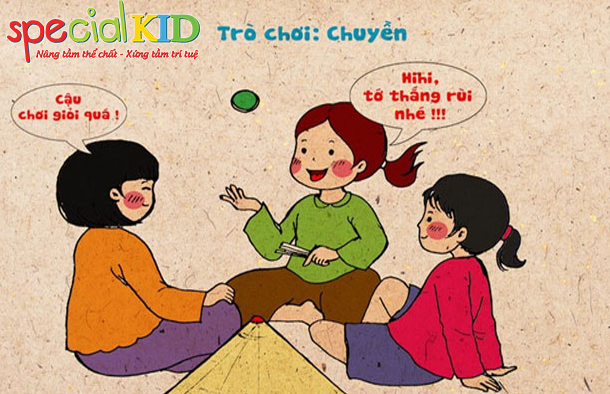 specialKID
Nâng tầm thể chất - Xứng tầm trí tuệ
Trò chơi: Chuyền
Cậu
chơi giỏi quá !
Hihi,
tớ thắng rùi
nhé !!!